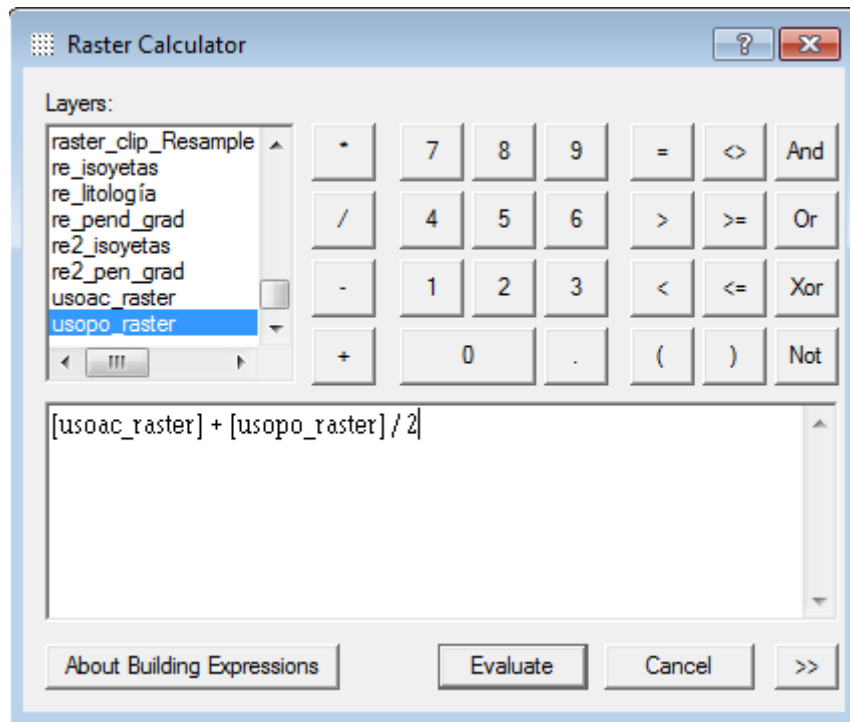 Raster Calculator
?
Layers:
raster_clip_Resample
re_isoyetas
re_litología
re_pend_grad
re2_isoyetas
re2_pen_grad
usoac_raster
usopo_raster
* 7 8 9 = <> And
/ 4 5 6 > >= Or
- 1 2 3 < <= Xor
+ 0 . ( ) Not
[usoac_raster] + [usopo_raster] / 2
About Building Expressions Evaluate Cancel >>